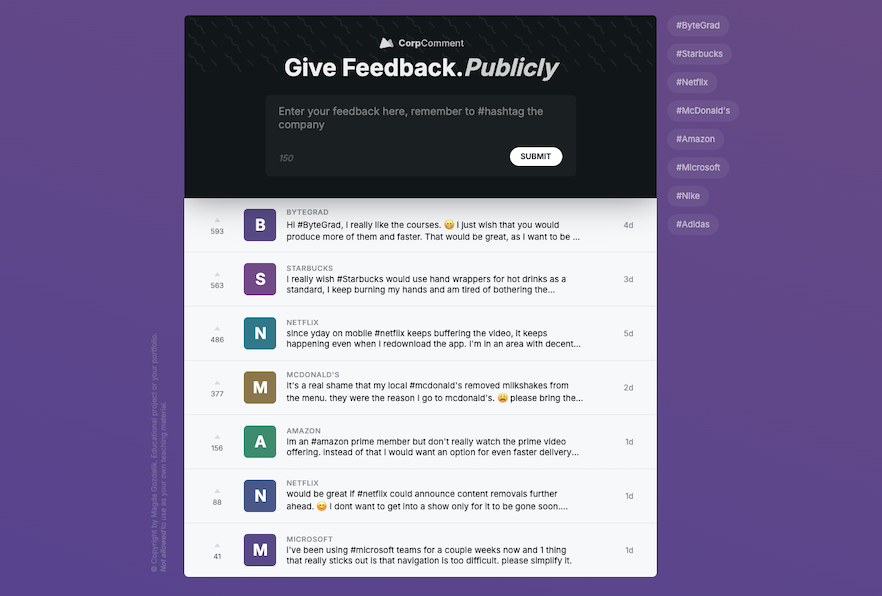 CorpComment
Give Feedback. Publicly
Enter your feedback here, remember to #hashtag the
company
150
SUBMIT
593
B
BYTEGRAD
Hi #ByteGrad, I really like the courses. 😁 I just wish that you would
produce more of them and faster. That would be great, as I want to be ...
4d
563
S
STARBUCKS
I really wish #Starbucks would use hand wrappers for hot drinks as a
standard, I keep burning my hands and am tired of bothering the...
3d
486
N
NETFLIX
since yday on mobile #netflix keeps buffering the video, it keeps
happening even when I redownload the app. I'm in an area with decent...
5d
377
M
MCDONALD'S
It's a real shame that my local #mcdonald's removed milkshakes from
the menu. they were the reason I go to mcdonald's. 😩 please bring the...
2d
156
A
AMAZON
Im an #amazon prime member but don't really watch the prime video
offering. instead of that I would want an option for even faster delivery...
1d
88
N
NETFLIX
would be great if #netflix could announce content removals further
ahead. 😊 I dont want to get into a show only for it to be gone soon....
1d
41
M
MICROSOFT
I've been using #microsoft teams for a couple weeks now and 1 thing
that really sticks out is that navigation is too difficult. please simplify it.
1d
#ByteGrad
#Starbucks
#Netflix
#McDonald's
#Amazon
#Microsoft
#Nike
#Adidas
Educational project or your portfolio.
Not allowed to use as your own teaching material.